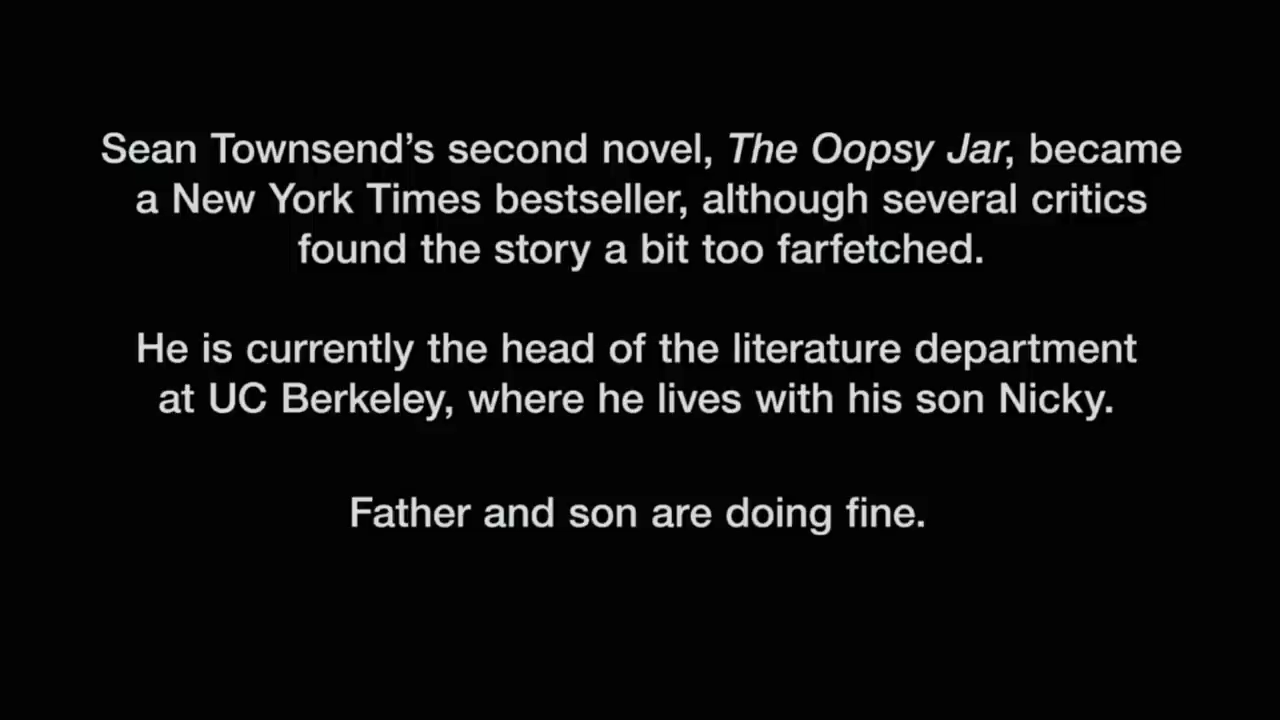 Sean Townsend’s second novel, The Oopsy Jar, became
a New York Times bestseller, although several critics
found the story a bit too farfetched.
He is currently the head of the literature department
at UC Berkeley, where he lives with his son Nicky.
Father and son are doing fine.